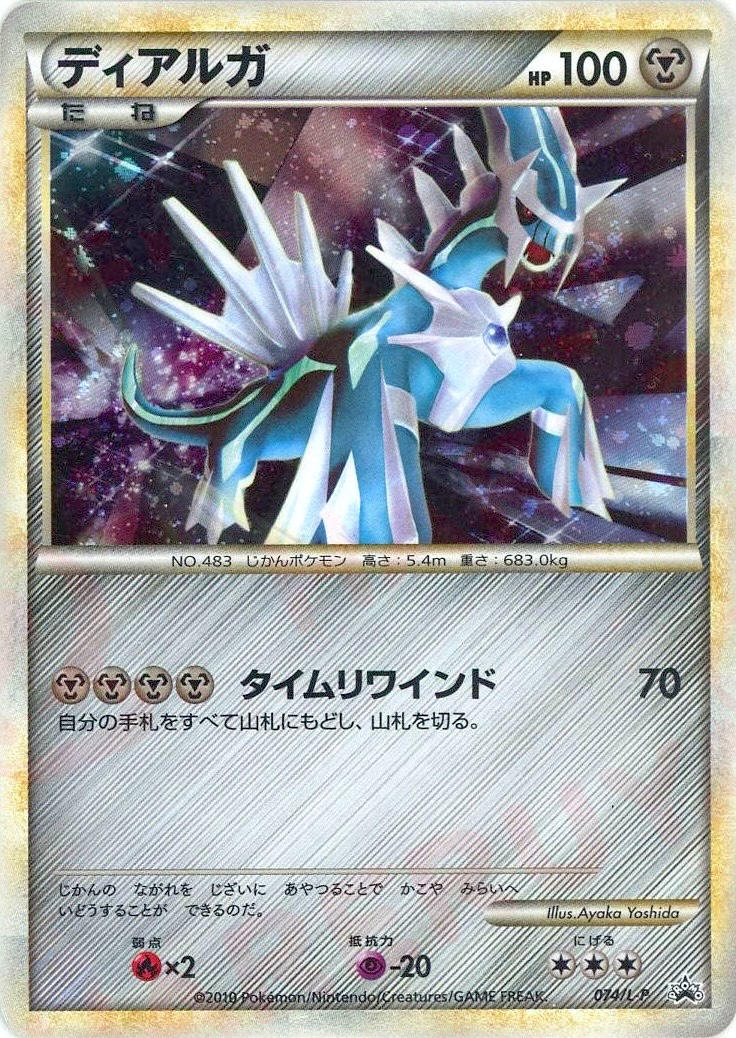 ディアルガ
HP 100
たね
NO.483 じかんポケモン 高さ：5.4m 重さ：683.0kg
タイムリワインド 70
自分の手札をすべて山札にもどし、山札を切る。
じかんの ながれを じざいに あやつることで かこや みらいへ
いどうすることが できるのだ。
Illus.Ayaka Yoshida
弱点 抵抗力 にげる
×2 -20
©2010 Pokémon/Nintendo/Creatures/GAME FREAK. 074/L-P PROMO